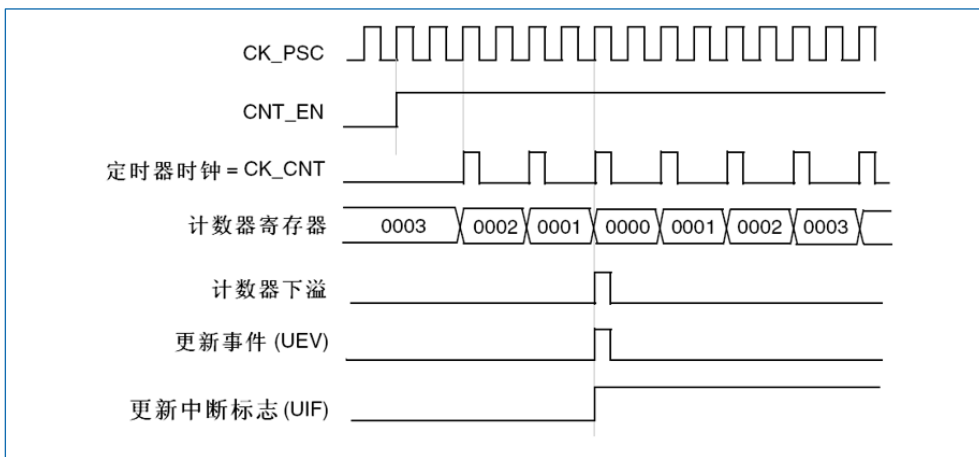 CK_PSC
CNT_EN
定时器时钟 = CK_CNT
计数器寄存器 0003 0002 0001 0000 0001 0002 0003
计数器下溢
更新事件 (UEV)
更新中断标志 (UIF)